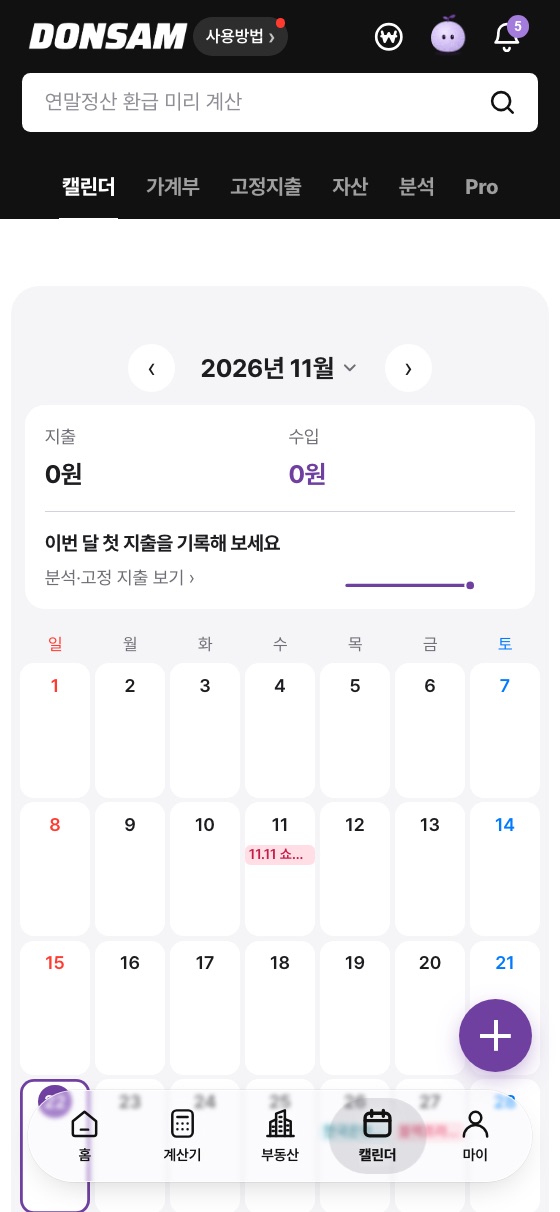 DONSAM 사용방법 › 5
연말정산 환급 미리 계산
캘린더 가계부 고정지출 자산 분석 Pro
‹ 2026년 11월 ›
지출 수입
0원 0원
이번 달 첫 지출을 기록해 보세요
분석·고정 지출 보기 ›
일 월 화 수 목 금 토
1 2 3 4 5 6 7
8 9 10 11 12 13 14
11.11 쇼...
15 16 17 18 19 20 21
22 23 24 25 26 27 28
홈 계산기 부동산 캘린더 마이